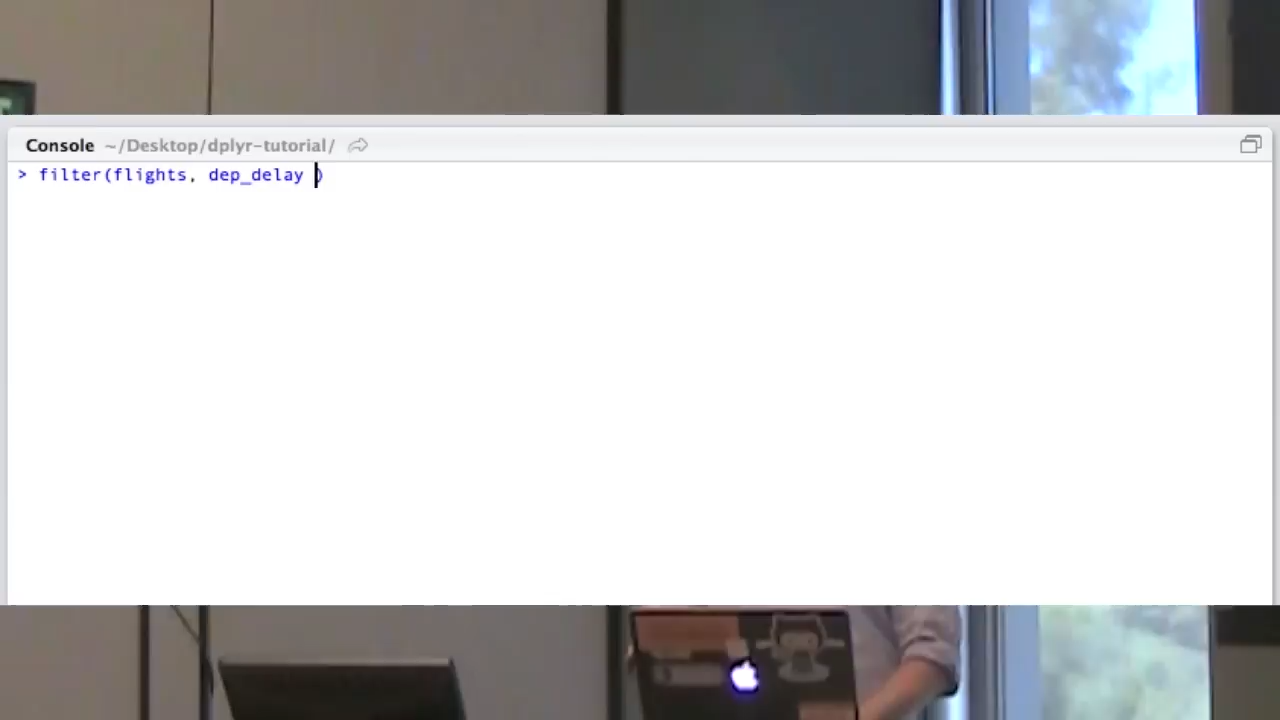 Console ~/Desktop/dplyr-tutorial/
> filter(flights, dep_delay )